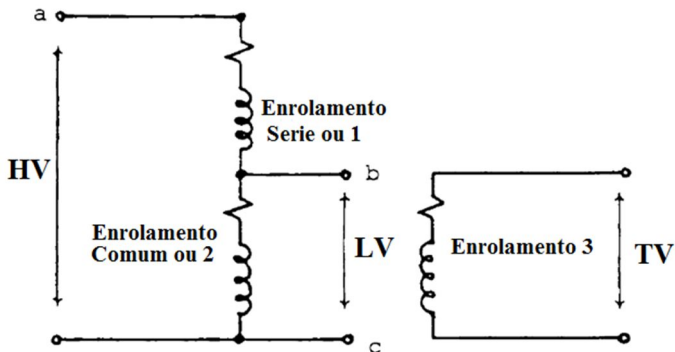 a
Enrolamento
Serie ou 1
HV
b
Enrolamento
Comum ou 2
LV
Enrolamento 3
TV
c